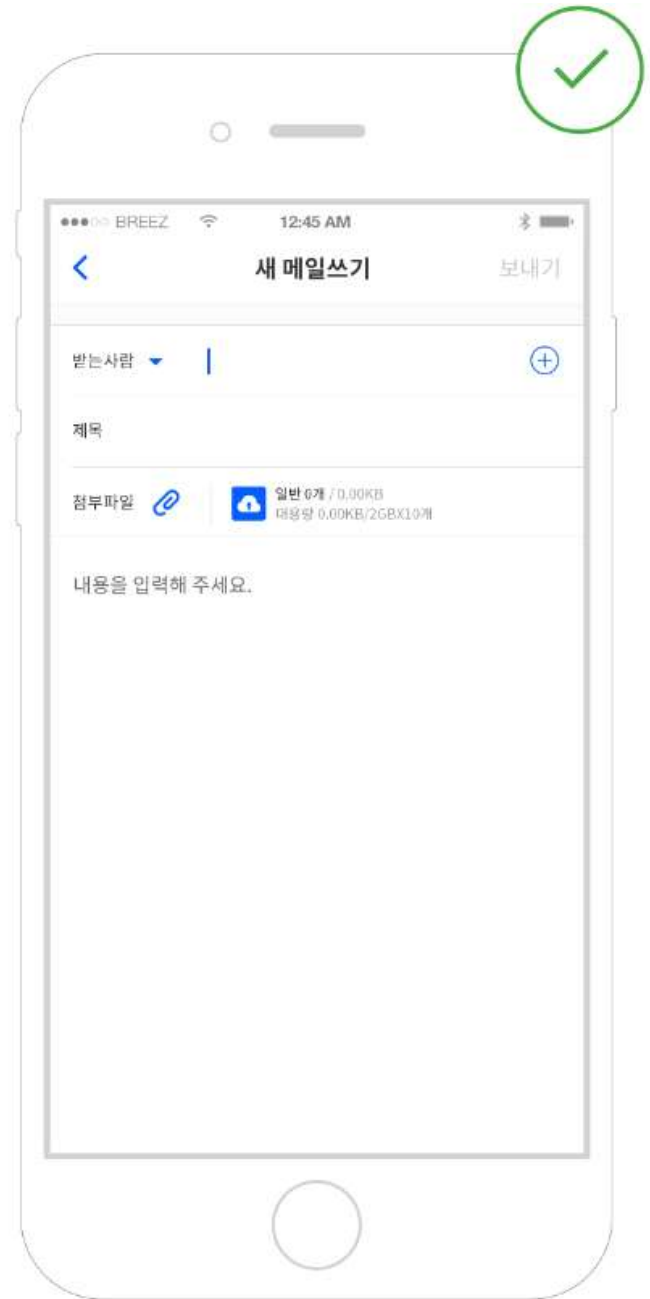 BREEZ 12:45 AM
새 메일쓰기 보내기
받는사람
제목
첨부파일 일반 0개 / 0.00KB
대용량 0.00KB/2GBX10개
내용을 입력해 주세요.